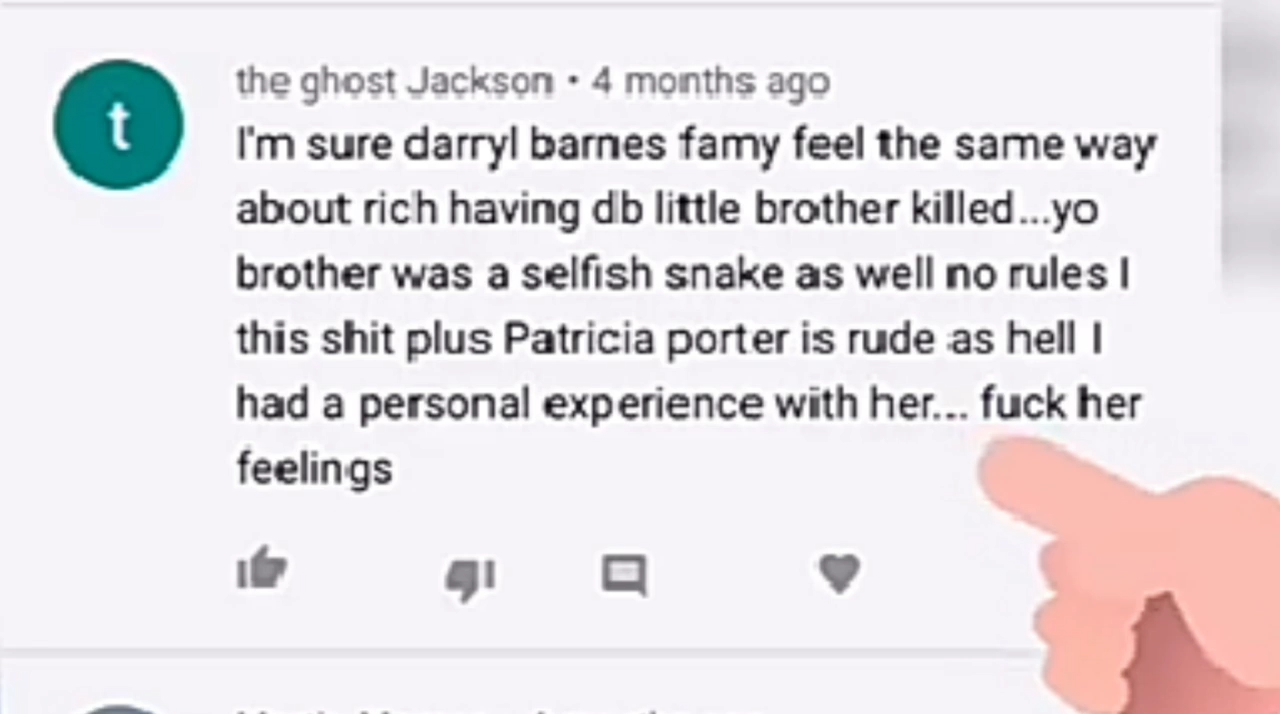 t
the ghost Jackson • 4 months ago
I'm sure darryl barnes famy feel the same way
about rich having db little brother killed...yo
brother was a selfish snake as well no rules I
this shit plus Patricia porter is rude as hell I
had a personal experience with her... fuck her
feelings